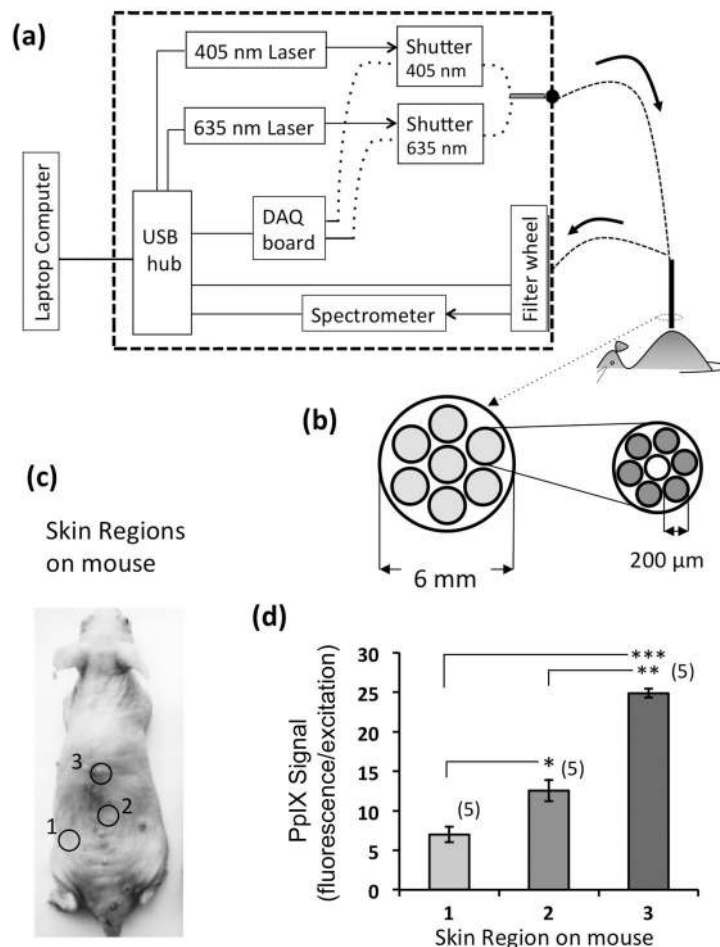 (a)
405 nm Laser
Shutter
405 nm
635 nm Laser
Shutter
635 nm
Laptop Computer
USB
hub
DAQ
board
Filter wheel
Spectrometer
(b)
6 mm
200 µm
(c)
Skin Regions
on mouse
3
2
1
(d)
PpIX Signal
(fluorescence/excitation)
30
25
20
15
10
5
0
***
** (5)
* (5)
(5)
1 2 3
Skin Region on mouse